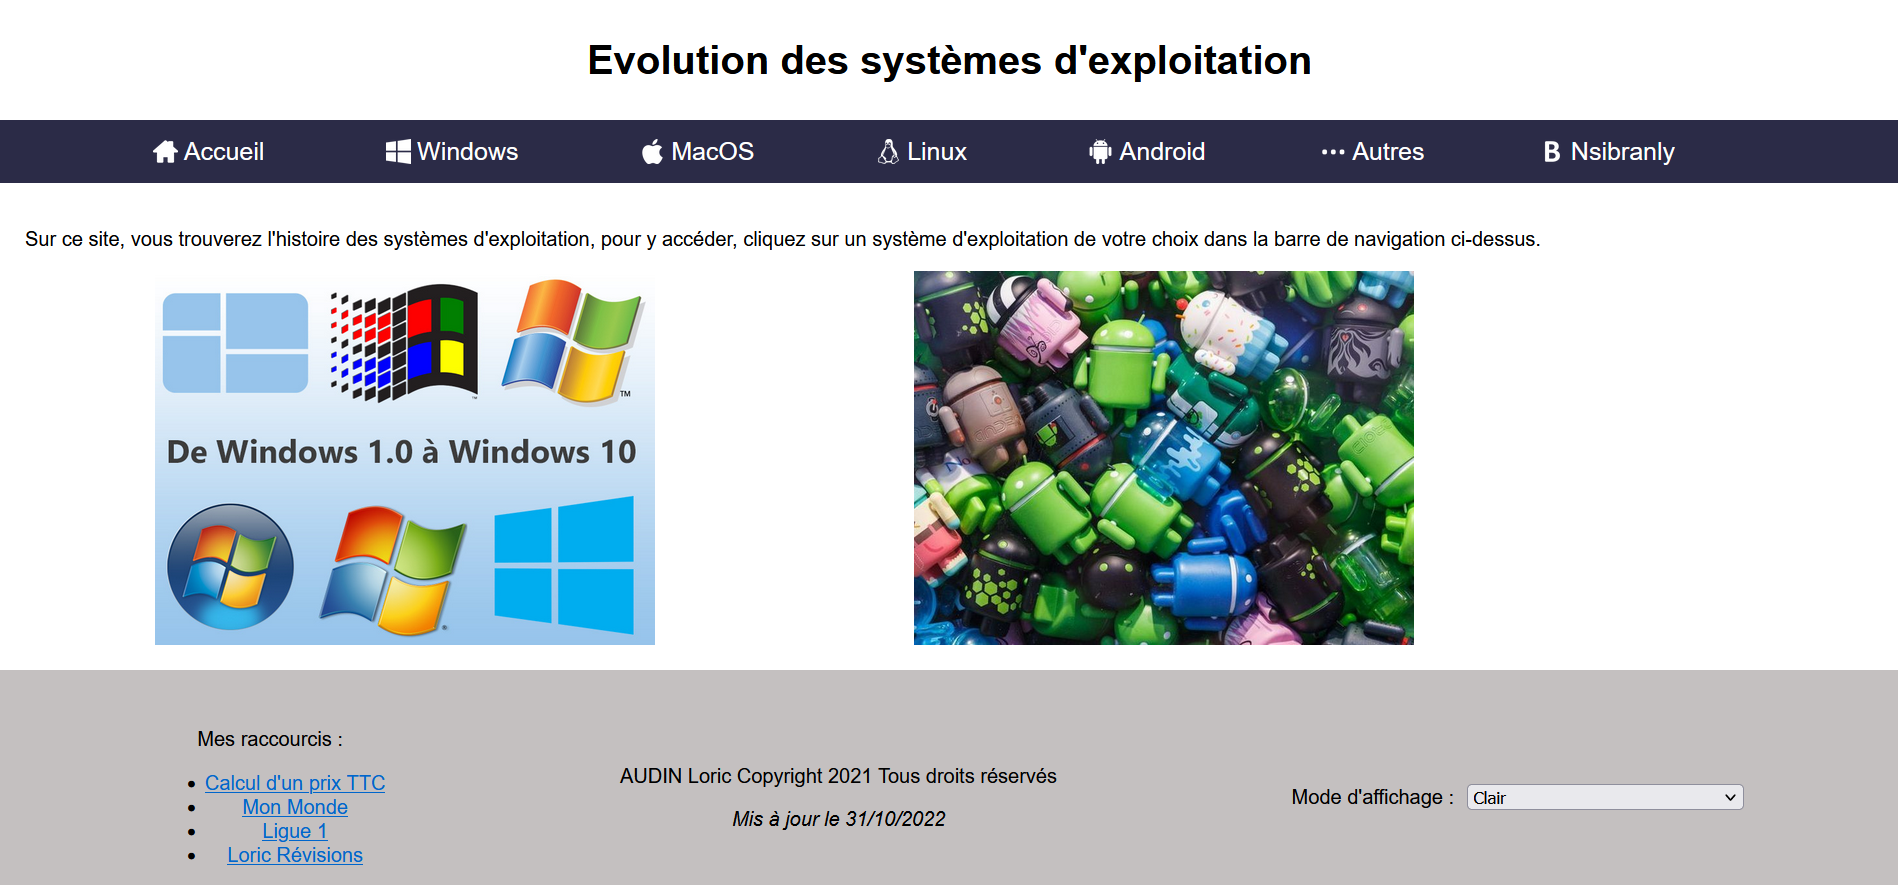 Evolution des systèmes d'exploitation
Accueil Windows MacOS Linux Android Autres B Nsibranly
Sur ce site, vous trouverez l'histoire des systèmes d'exploitation, pour y accéder, cliquez sur un système d'exploitation de votre choix dans la barre de navigation ci-dessus.
TM
De Windows 1.0 à Windows 10
Mes raccourcis :
Calcul d'un prix TTC
Mon Monde
Ligue 1
Loric Révisions
AUDIN Loric Copyright 2021 Tous droits réservés
Mis à jour le 31/10/2022
Mode d'affichage : Clair